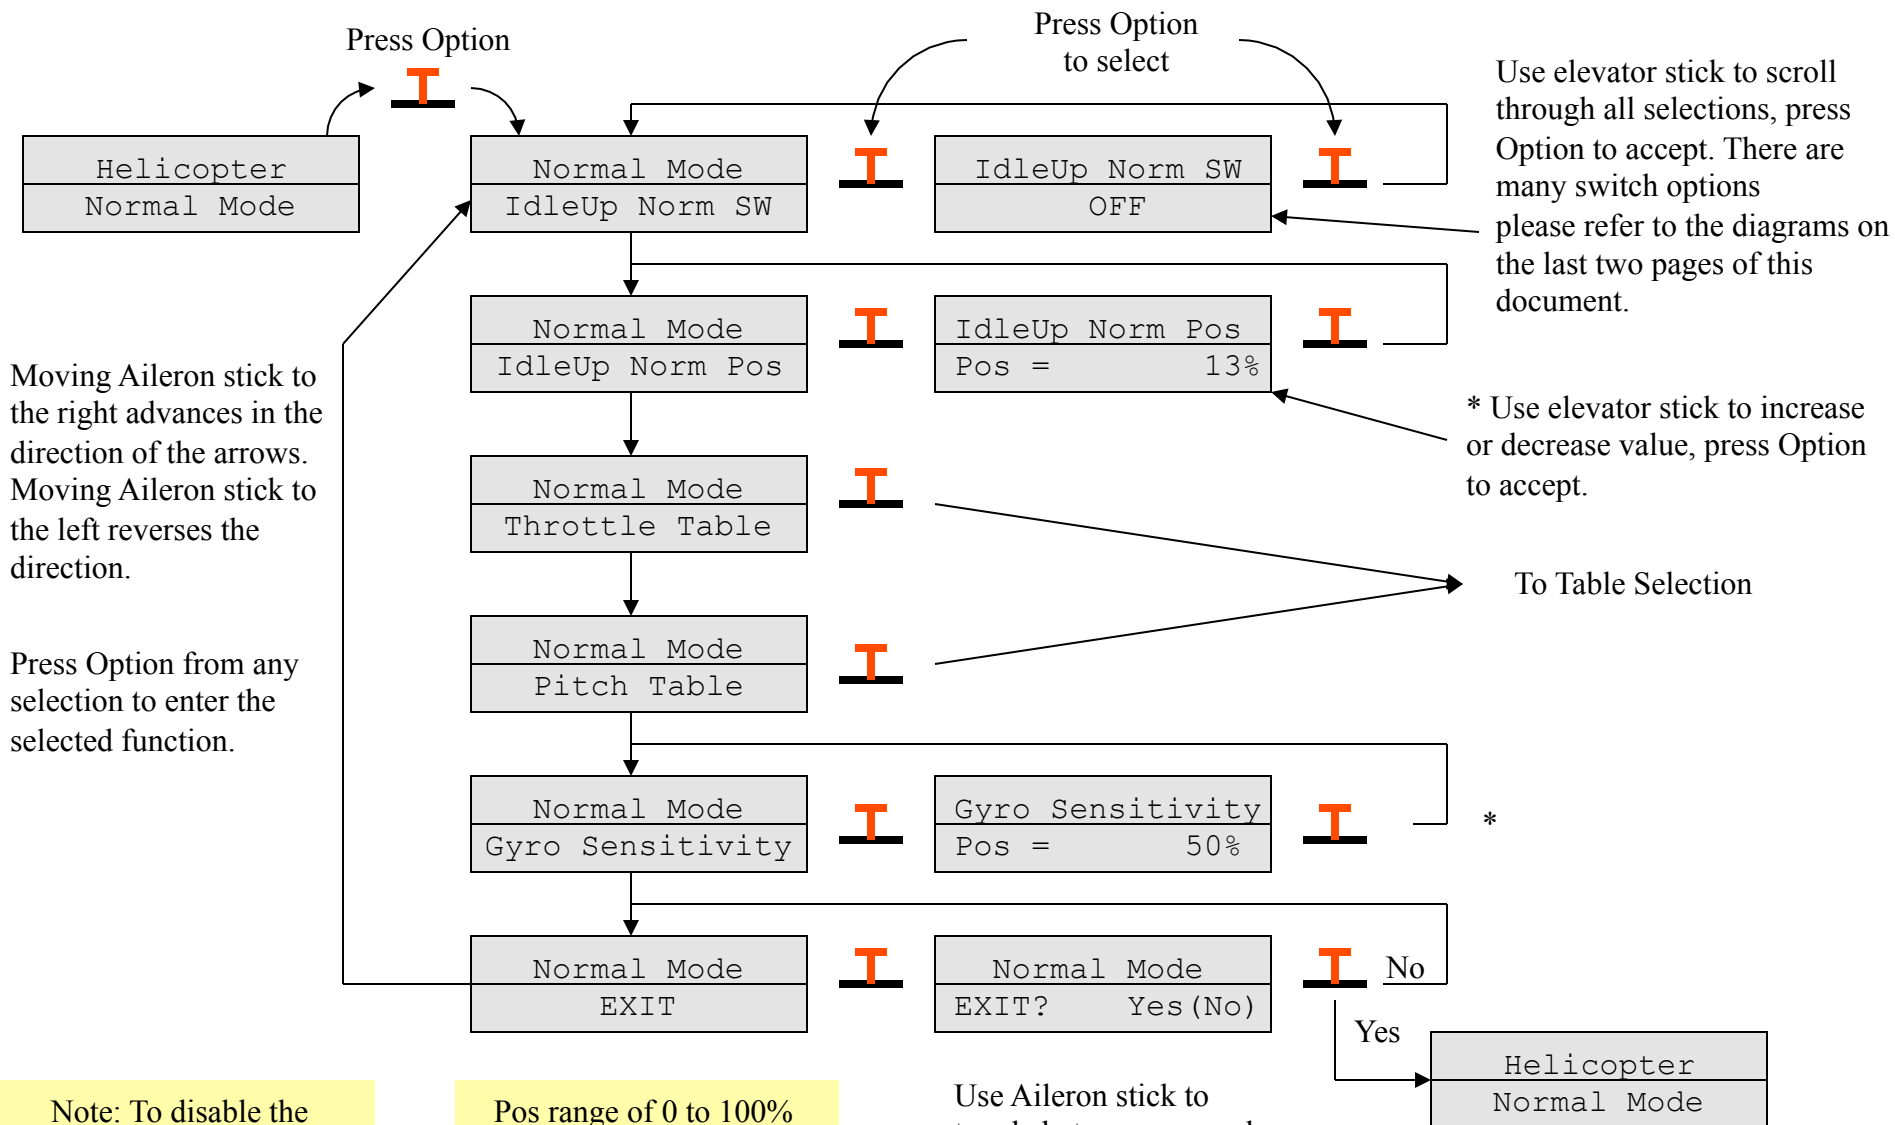 Press Option
Press Option
to select
Use elevator stick to scroll
through all selections, press
Option to accept. There are
many switch options
please refer to the diagrams on
the last two pages of this
document.
Helicopter
Normal Mode
Normal Mode
IdleUp Norm SW
IdleUp Norm SW
OFF
Normal Mode
IdleUp Norm Pos
IdleUp Norm Pos
Pos = 13%
Moving Aileron stick to
the right advances in the
direction of the arrows.
Moving Aileron stick to
the left reverses the
direction.
* Use elevator stick to increase
or decrease value, press Option
to accept.
Normal Mode
Throttle Table
To Table Selection
Normal Mode
Pitch Table
Press Option from any
selection to enter the
selected function.
Normal Mode
Gyro Sensitivity
Gyro Sensitivity
Pos = 50%
*
Normal Mode
EXIT
Normal Mode
EXIT? Yes(No)
No
Yes
Helicopter
Normal Mode
Note: To disable the
Pos range of 0 to 100%
Use Aileron stick to